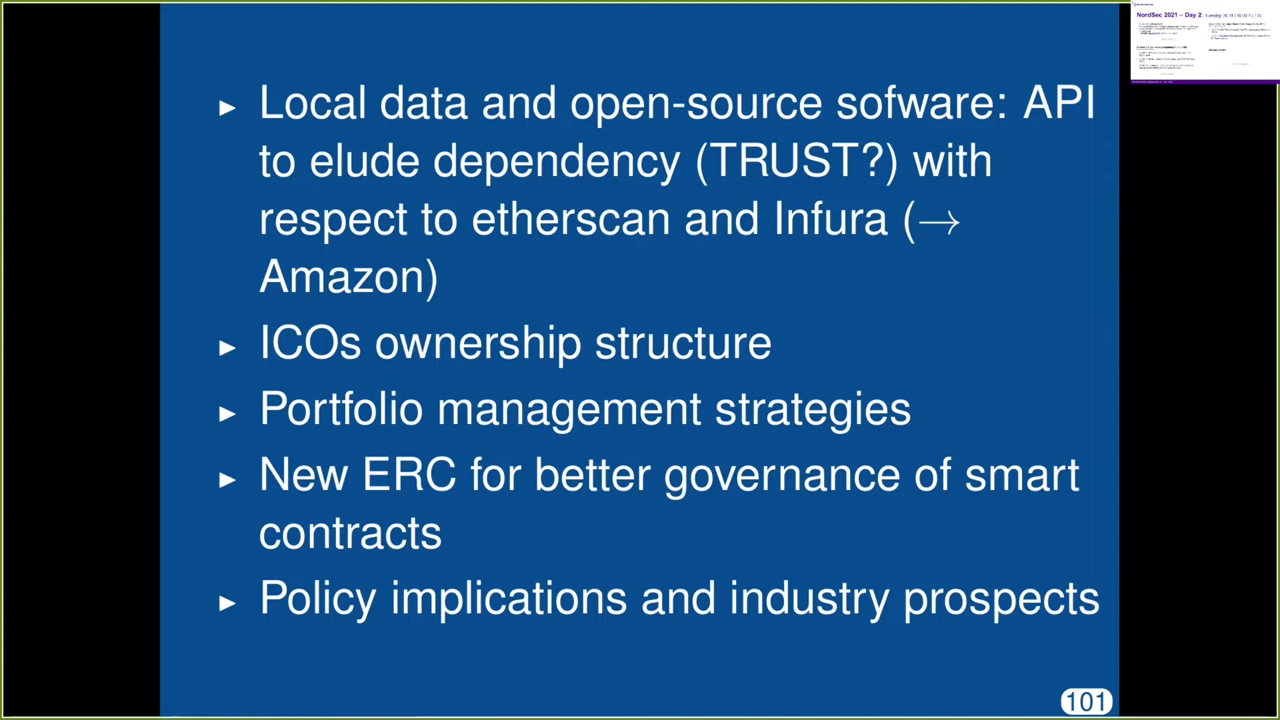 NordSec 2021 – Day 2:
▶ Local data and open-source sofware: API
to elude dependency (TRUST?) with
respect to etherscan and Infura (→
Amazon)
▶ ICOs ownership structure
▶ Portfolio management strategies
▶ New ERC for better governance of smart
contracts
▶ Policy implications and industry prospects
101